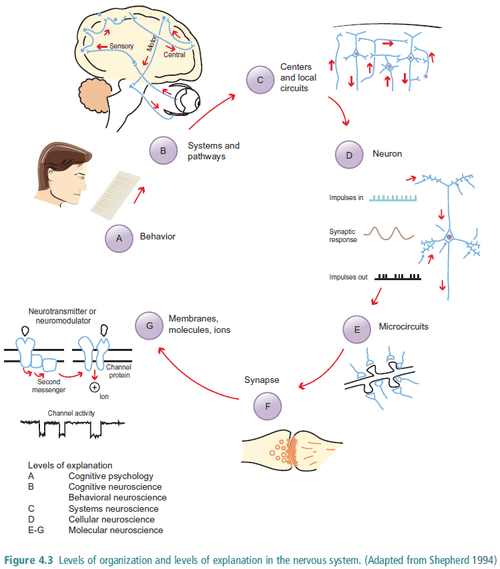 Sensory
Motor
Central
C
Centers
and local
circuits
B
Systems and
pathways
D
Neuron
Impulses in
Synaptic
response
Impulses out
A
Behavior
E
Microcircuits
Neurotransmitter or
neuromodulator
G
Membranes,
molecules, ions
Channel
protein
Second
messenger
+
Ion
Channel activity
Synapse
F
Levels of explanation
A Cognitive psychology
B Cognitive neuroscience
Behavioral neuroscience
C Systems neuroscience
D Cellular neuroscience
E-G Molecular neuroscience
Figure 4.3 Levels of organization and levels of explanation in the nervous system. (Adapted from Shepherd 1994)